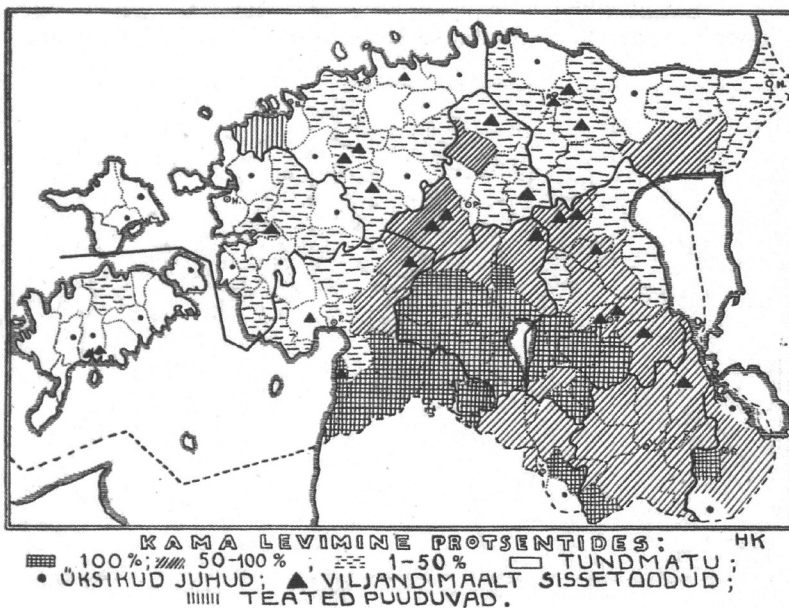 KAMA LEVIMINE PROTSENTIDES: HK
100%; 50-100%; 1-50% TUNDMATU;
• ÜKSIKUD JUHUD; ▲ VILJANDIMAALT SISSETOODUD;
TEATED PUUDUVAD.